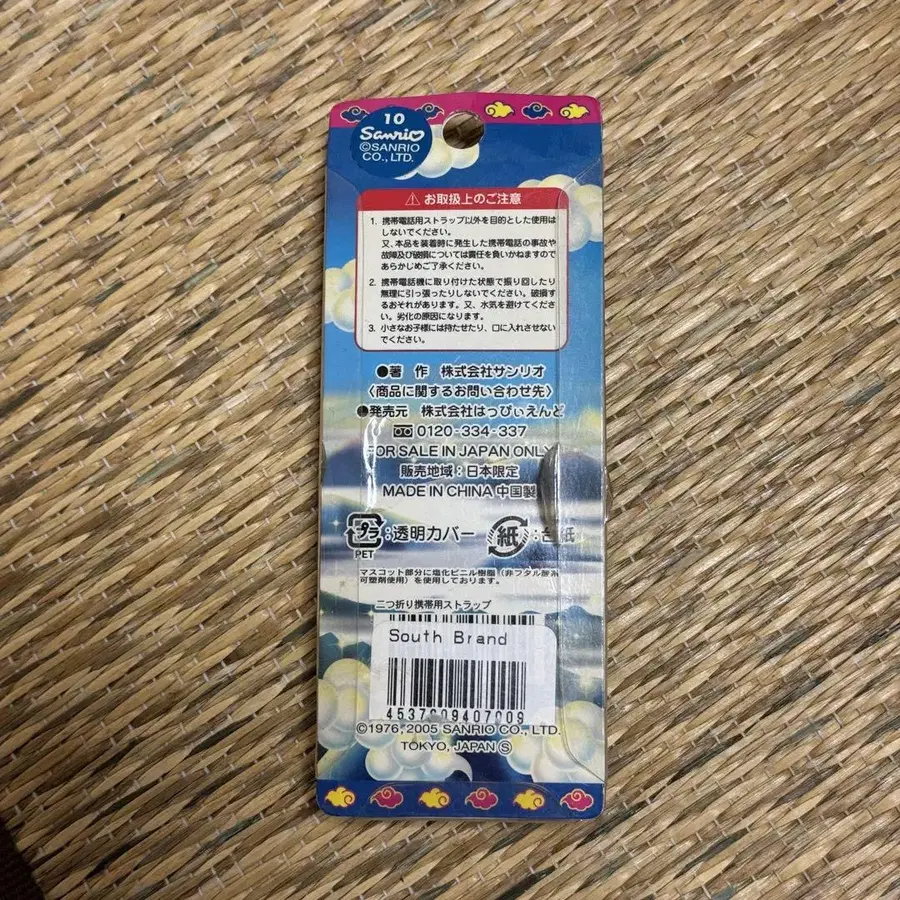 10
Sanrio
©SANRIO
CO., LTD.
⚠ お取扱上のご注意
1. 携帯電話用ストラップ以外を目的とした使用は
しないでください。
又、本品を装着時に発生した携帯電話の事故や
故障及び破損については責任を負いかねますので
あらかじめご了承ください。
2. 携帯電話機に取り付けた状態で振り回したり
無理に引っ張ったりしないでください。破損す
るおそれがあります。又、水気を避けてくださ
い。劣化の原因になります。
3. 小さなお子様には持たせたり、口に入れさせない
でください。
●著 作 株式会社サンリオ
〈商品に関するお問い合わせ先〉
●発売元 株式会社はっぴぃえんど
0120-334-337
FOR SALE IN JAPAN ONLY
販売地域：日本限定
MADE IN CHINA 中国製
プラ：透明カバー 紙：台紙
PET
マスコット部分に塩化ビニル樹脂（非フタル酸系
可塑剤使用）を使用しております。
二つ折り携帯用ストラップ
South Brand
©1976, 2005 SANRIO CO., LTD.
TOKYO, JAPAN Ⓢ